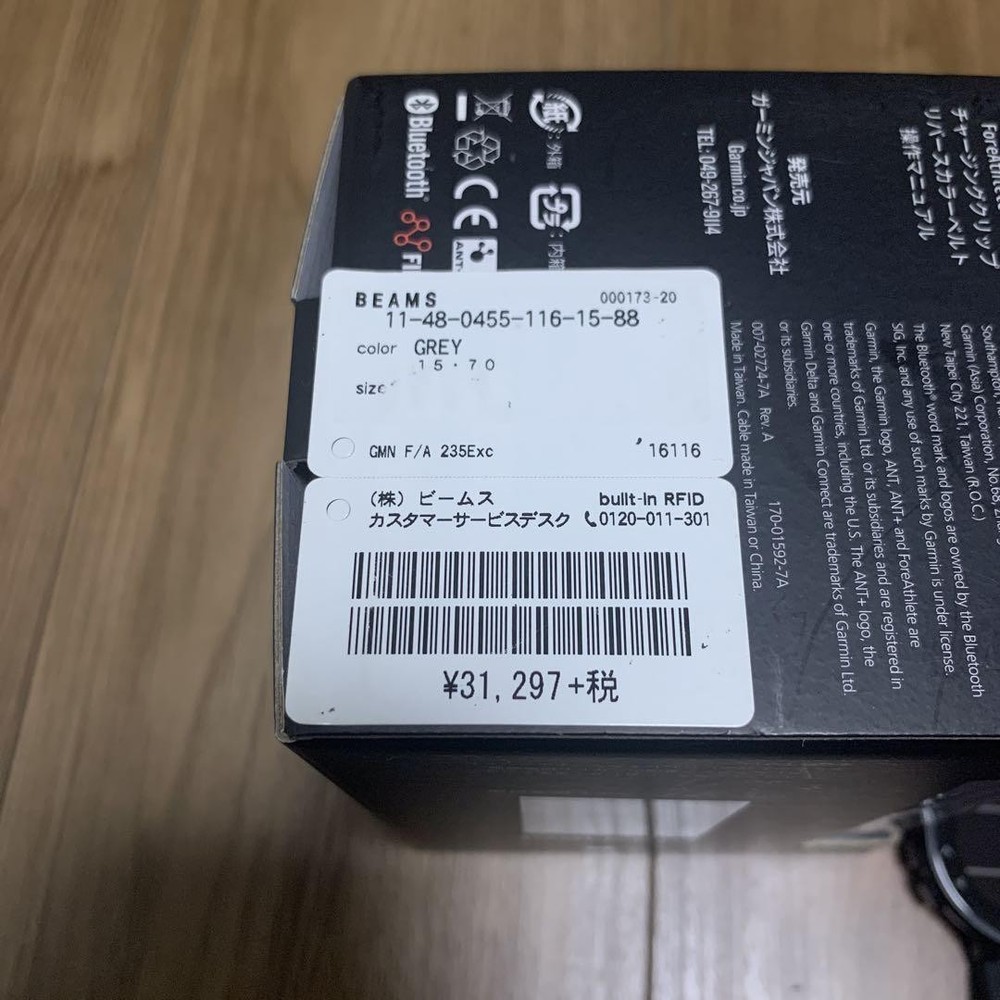 BEAMS 000173-20
11-48-0455-116-15-88
color GREY
15・70
size
GMN F/A 235Exc 16116
(株) ビームス built-in RFID
カスタマーサービスデスク 0120-011-301
¥31,297+税
チャージングクリップ
リバースカラーベルト
操作マニュアル
発売元
ガーミンジャパン株式会社
Garmin.co.jp
TEL:049-267-9114
紙:外箱
プラ:内箱
CE
ANT+
Bluetooth
Garmin (Asia) Corporation, No.68,
New Taipei City 221, Taiwan (R.O.C.)
The Bluetooth® word mark and logos are owned by the Bluetooth
SIG, Inc. and any use of such marks by Garmin is under license.
Garmin, the Garmin logo, ANT, ANT+ and ForeAthlete are
trademarks of Garmin Ltd. or its subsidiaries and are registered in
one or more countries, including the U.S. The ANT+ logo, the
Garmin Delta and Garmin Connect are trademarks of Garmin Ltd.
or its subsidiaries.
007-02724-7A Rev. A 170-01592-7A
Made in Taiwan. Cable made in Taiwan or China.